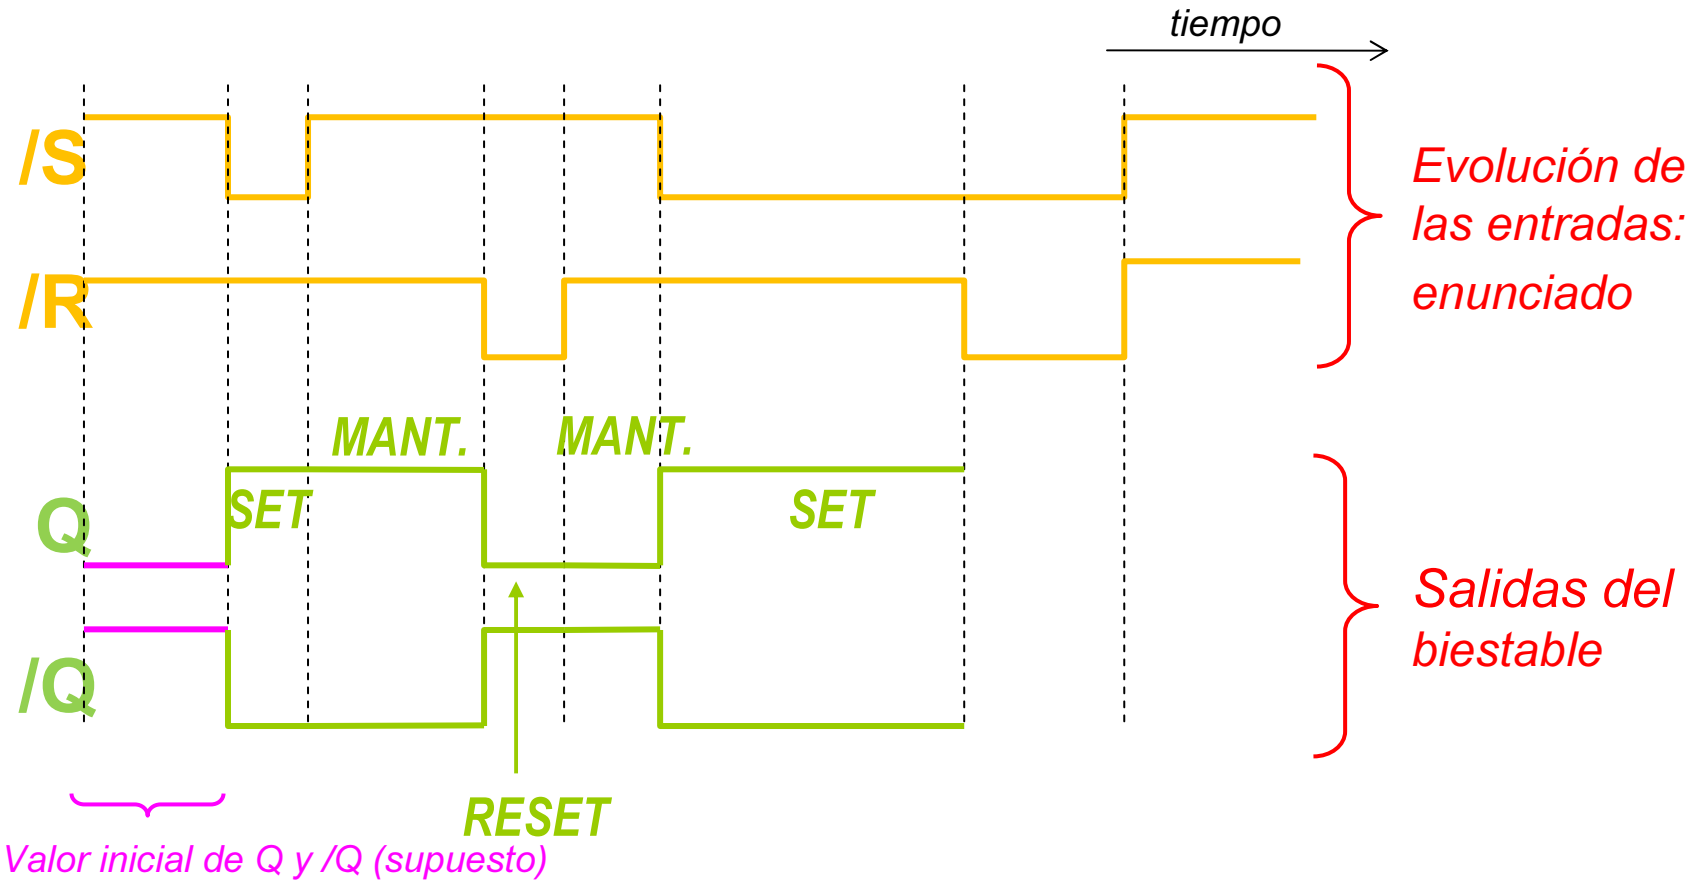 tiempo
/S
Evolución de
las entradas:
enunciado
/R
MANT.
MANT.
SET
SET
Q
Salidas del
biestable
/Q
RESET
Valor inicial de Q y /Q (supuesto)